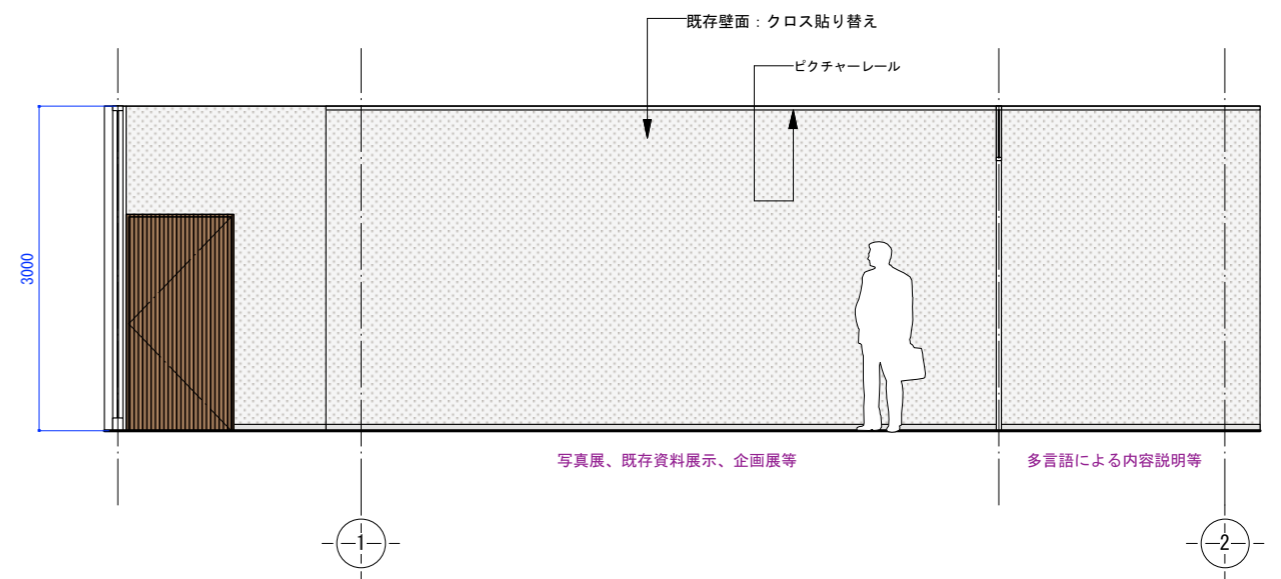 既存壁面：クロス貼り替え
ピクチャーレール
3000
写真展、既存資料展示、企画展等
多言語による内容説明等
1
2